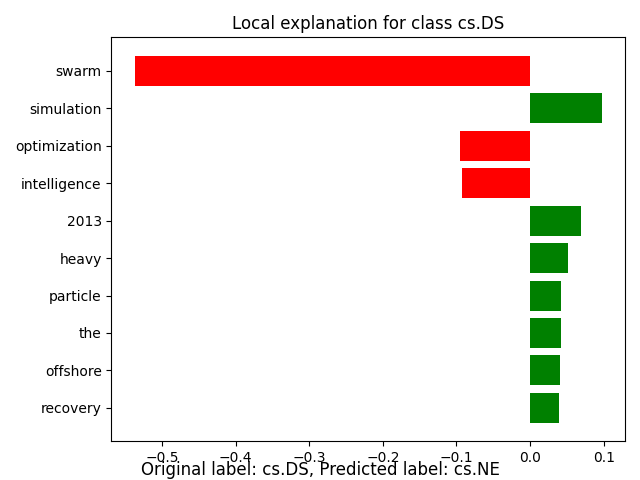 Local explanation for class cs.DS
swarm
simulation
optimization
intelligence
2013
heavy
particle
the
offshore
recovery
−0.5 −0.4 −0.3 −0.2 −0.1 0.0 0.1
Original label: cs.DS, Predicted label: cs.NE